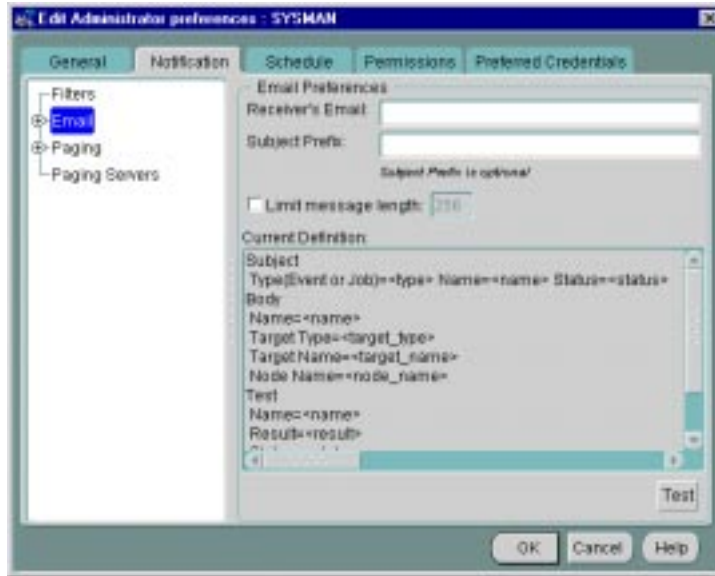 Edit Administrator preferences : SYSMAN
General Notification Schedule Permissions Preferred Credentials
Filters
Email
Paging
Paging Servers
Email Preferences
Receiver's Email:
Subject Prefix:
Subject Prefix is optional
Limit message length: 256
Current Definition:
Subject
Type(Event or Job)=<type> Name=<name> Status=<status>
Body
Name=<name>
Target Type=<target_type>
Target Name=<target_name>
Node Name=<node_name>
Test
Name=<name>
Result=<result>
Test
OK Cancel Help